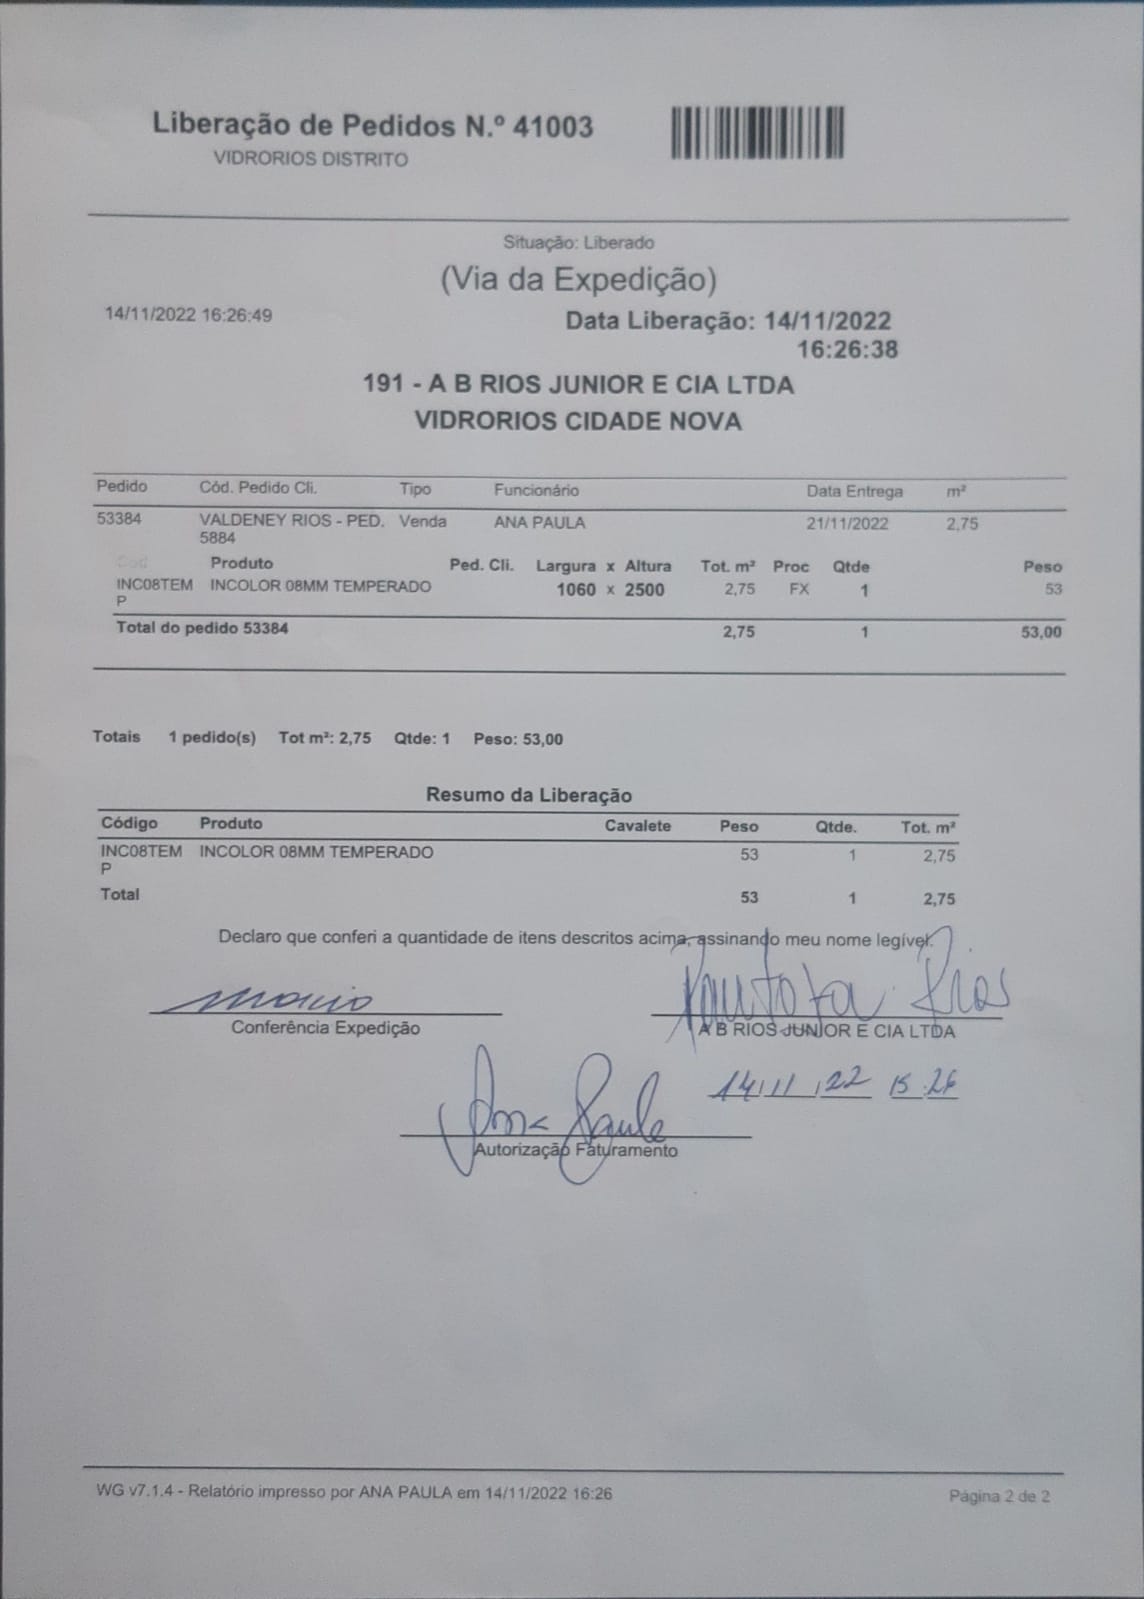 Liberação de Pedidos N.º 41003
VIDRORIOS DISTRITO
Situação: Liberado
(Via da Expedição)
14/11/2022 16:26:49
Data Liberação: 14/11/2022
16:26:38
191 - A B RIOS JUNIOR E CIA LTDA
VIDRORIOS CIDADE NOVA
Pedido Cód. Pedido Cli. Tipo Funcionário Data Entrega m²
53384 VALDENEY RIOS - PED. 5884 Venda ANA PAULA 21/11/2022 2,75
Cod Produto Ped. Cli. Largura x Altura Tot. m² Proc Qtde Peso
INC08TEMP INCOLOR 08MM TEMPERADO 1060 x 2500 2,75 FX 1 53
Total do pedido 53384 2,75 1 53,00
Totais 1 pedido(s) Tot m²: 2,75 Qtde: 1 Peso: 53,00
Resumo da Liberação
Código Produto Cavalete Peso Qtde. Tot. m²
INC08TEMP INCOLOR 08MM TEMPERADO 53 1 2,75
Total 53 1 2,75
Declaro que conferi a quantidade de itens descritos acima, assinando meu nome legível.
Rios
Conferência Expedição A B RIOS JUNIOR E CIA LTDA
14/11/22 15:26
Ana Paula
Autorização Faturamento
WG v7.1.4 - Relatório impresso por ANA PAULA em 14/11/2022 16:26 Página 2 de 2